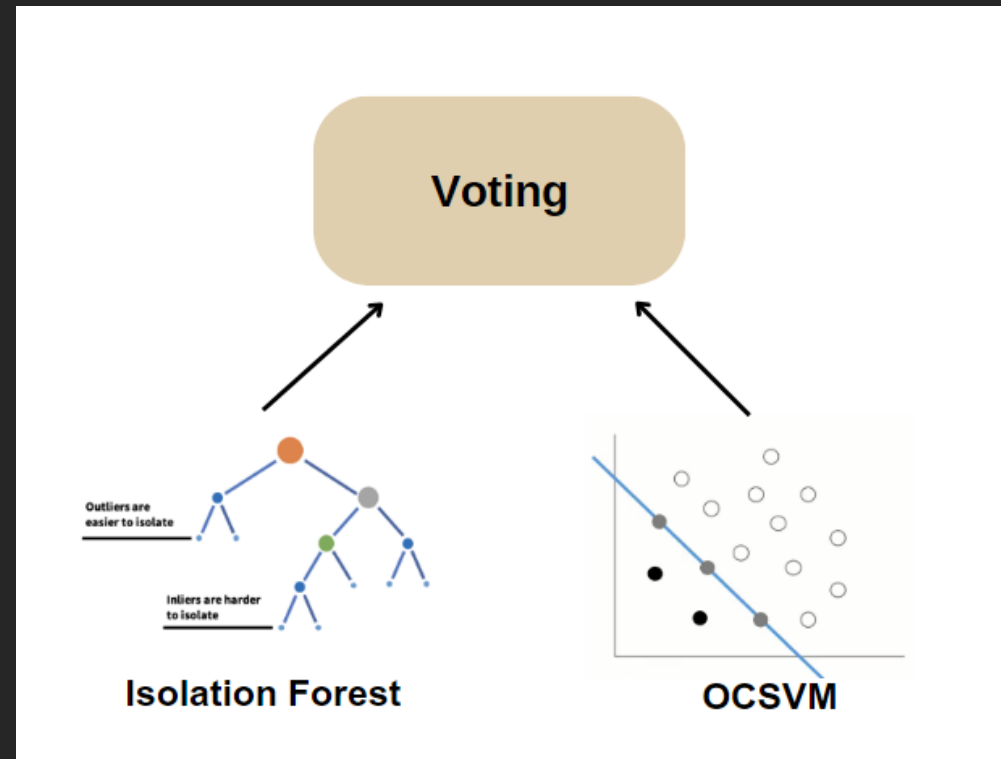 Voting
Outliers are
easier to isolate
Inliers are harder
to isolate
Isolation Forest
OCSVM